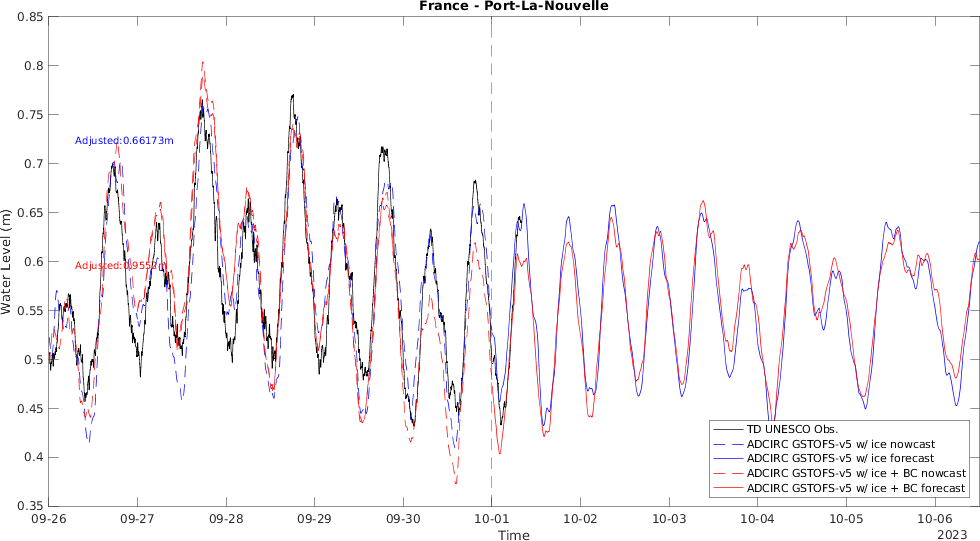 France - Port-La-Nouvelle
Water Level (m)
0.85
0.8
0.75
0.7
0.65
0.6
0.55
0.5
0.45
0.4
0.35
Adjusted:0.66173m
Adjusted:0.9552m
TD UNESCO Obs.
ADCIRC GSTOFS-v5 w/ ice nowcast
ADCIRC GSTOFS-v5 w/ ice forecast
ADCIRC GSTOFS-v5 w/ ice + BC nowcast
ADCIRC GSTOFS-v5 w/ ice + BC forecast
09-26 09-27 09-28 09-29 09-30 10-01 10-02 10-03 10-04 10-05 10-06
2023
Time